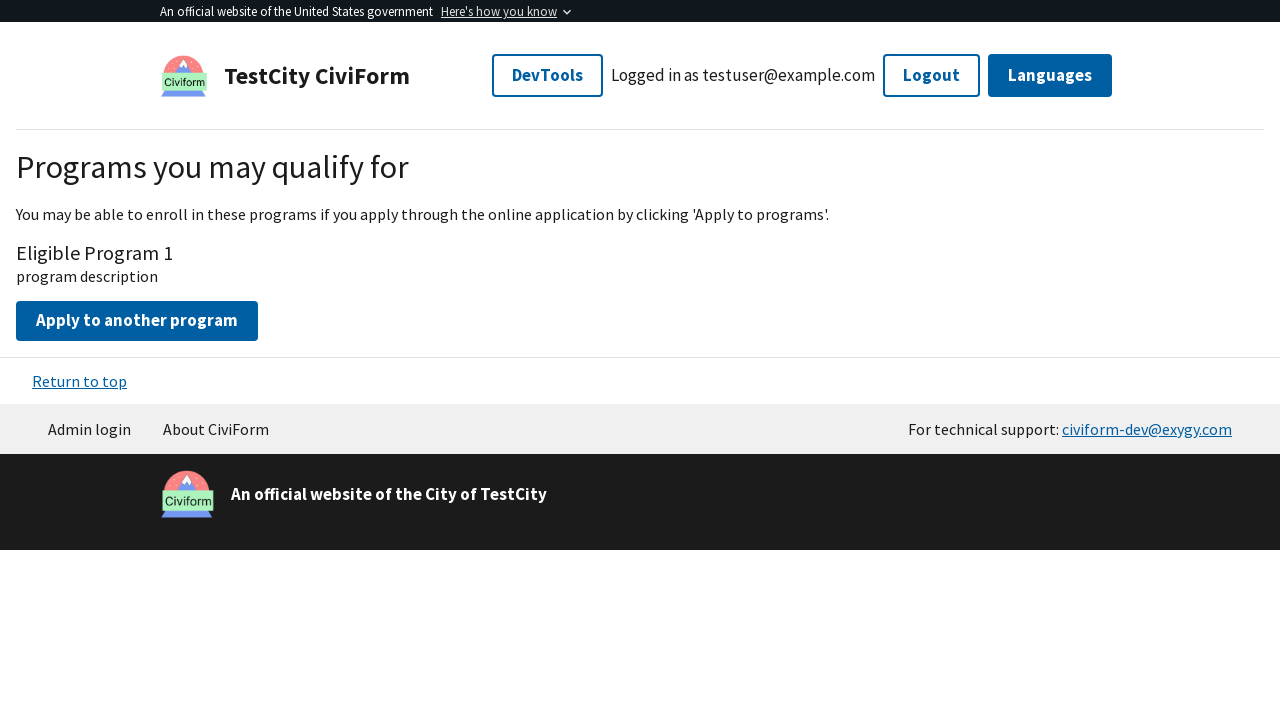 An official website of the United States government Here's how you know
Civiform TestCity CiviForm DevTools Logged in as testuser@example.com Logout Languages
Programs you may qualify for
You may be able to enroll in these programs if you apply through the online application by clicking 'Apply to programs'.
Eligible Program 1
program description
Apply to another program
Return to top
Admin login About CiviForm For technical support: civiform-dev@exygy.com
Civiform An official website of the City of TestCity